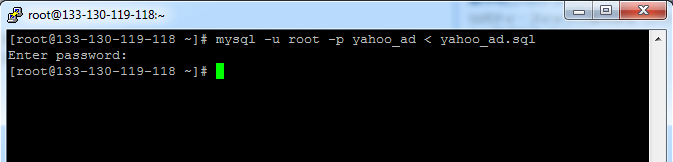 root@133-130-119-118:~
[root@133-130-119-118 ~]# mysql -u root -p yahoo_ad < yahoo_ad.sql
Enter password:
[root@133-130-119-118 ~]#